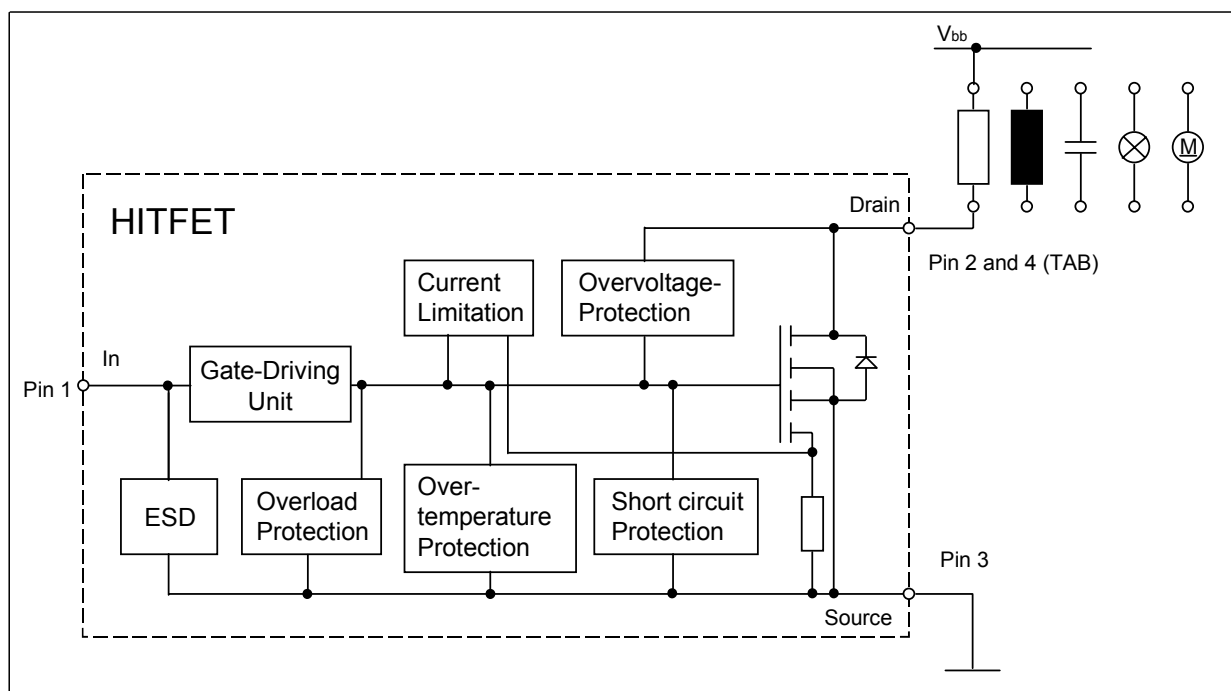 Vbb
M
HITFET
Drain
Pin 2 and 4 (TAB)
Current
Limitation
Overvoltage-
Protection
In
Pin 1
Gate-Driving
Unit
ESD
Overload
Protection
Over-
temperature
Protection
Short circuit
Protection
Pin 3
Source